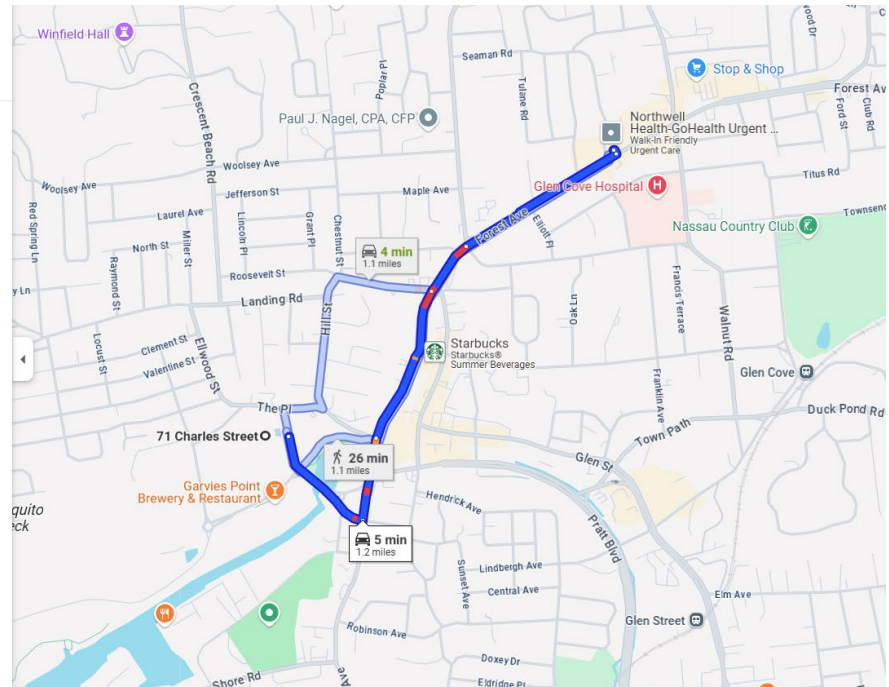 Winfield Hall
Crescent Beach Rd
Poplar Pl
Seaman Rd
Tulane Rd
Stop & Shop
Forest Av
Ford St
Club Rd
Paul J. Nagel, CPA, CFP
Northwell
Health-GoHealth Urgent ...
Walk-In Friendly
Urgent Care
Woolsey Ave
Woolsey Ave
Jefferson St
Maple Ave
Glen Cove Hospital
H
Titus Rd
Red Spring Ln
Laurel Ave
Lincoln Pl
Grant Pl
Chestnut St
Forest Ave
Elliott Pl
Nassau Country Club
Townsend
North St
Miller St
Raymond St
4 min
1.1 miles
Roosevelt St
y Ln
Landing Rd
Hill St
Oak Ln
Francis Terrace
Walnut Rd
Locust St
Clement St
Valentine St
Ellwood St
Starbucks
Starbucks®
Summer Beverages
Franklin Ave
Glen Cove
The Pl
Duck Pond Rd
71 Charles Street
Town Path
26 min
1.1 miles
Glen St
Garvies Point
Brewery & Restaurant
quito
eck
Hendrick Ave
Pratt Blvd
5 min
1.2 miles
Sunset Ave
Lindbergh Ave
Central Ave
Elm Ave
Glen Street
Robinson Ave
Doxey Dr
Shore Rd
Ave
Eldridge Pl